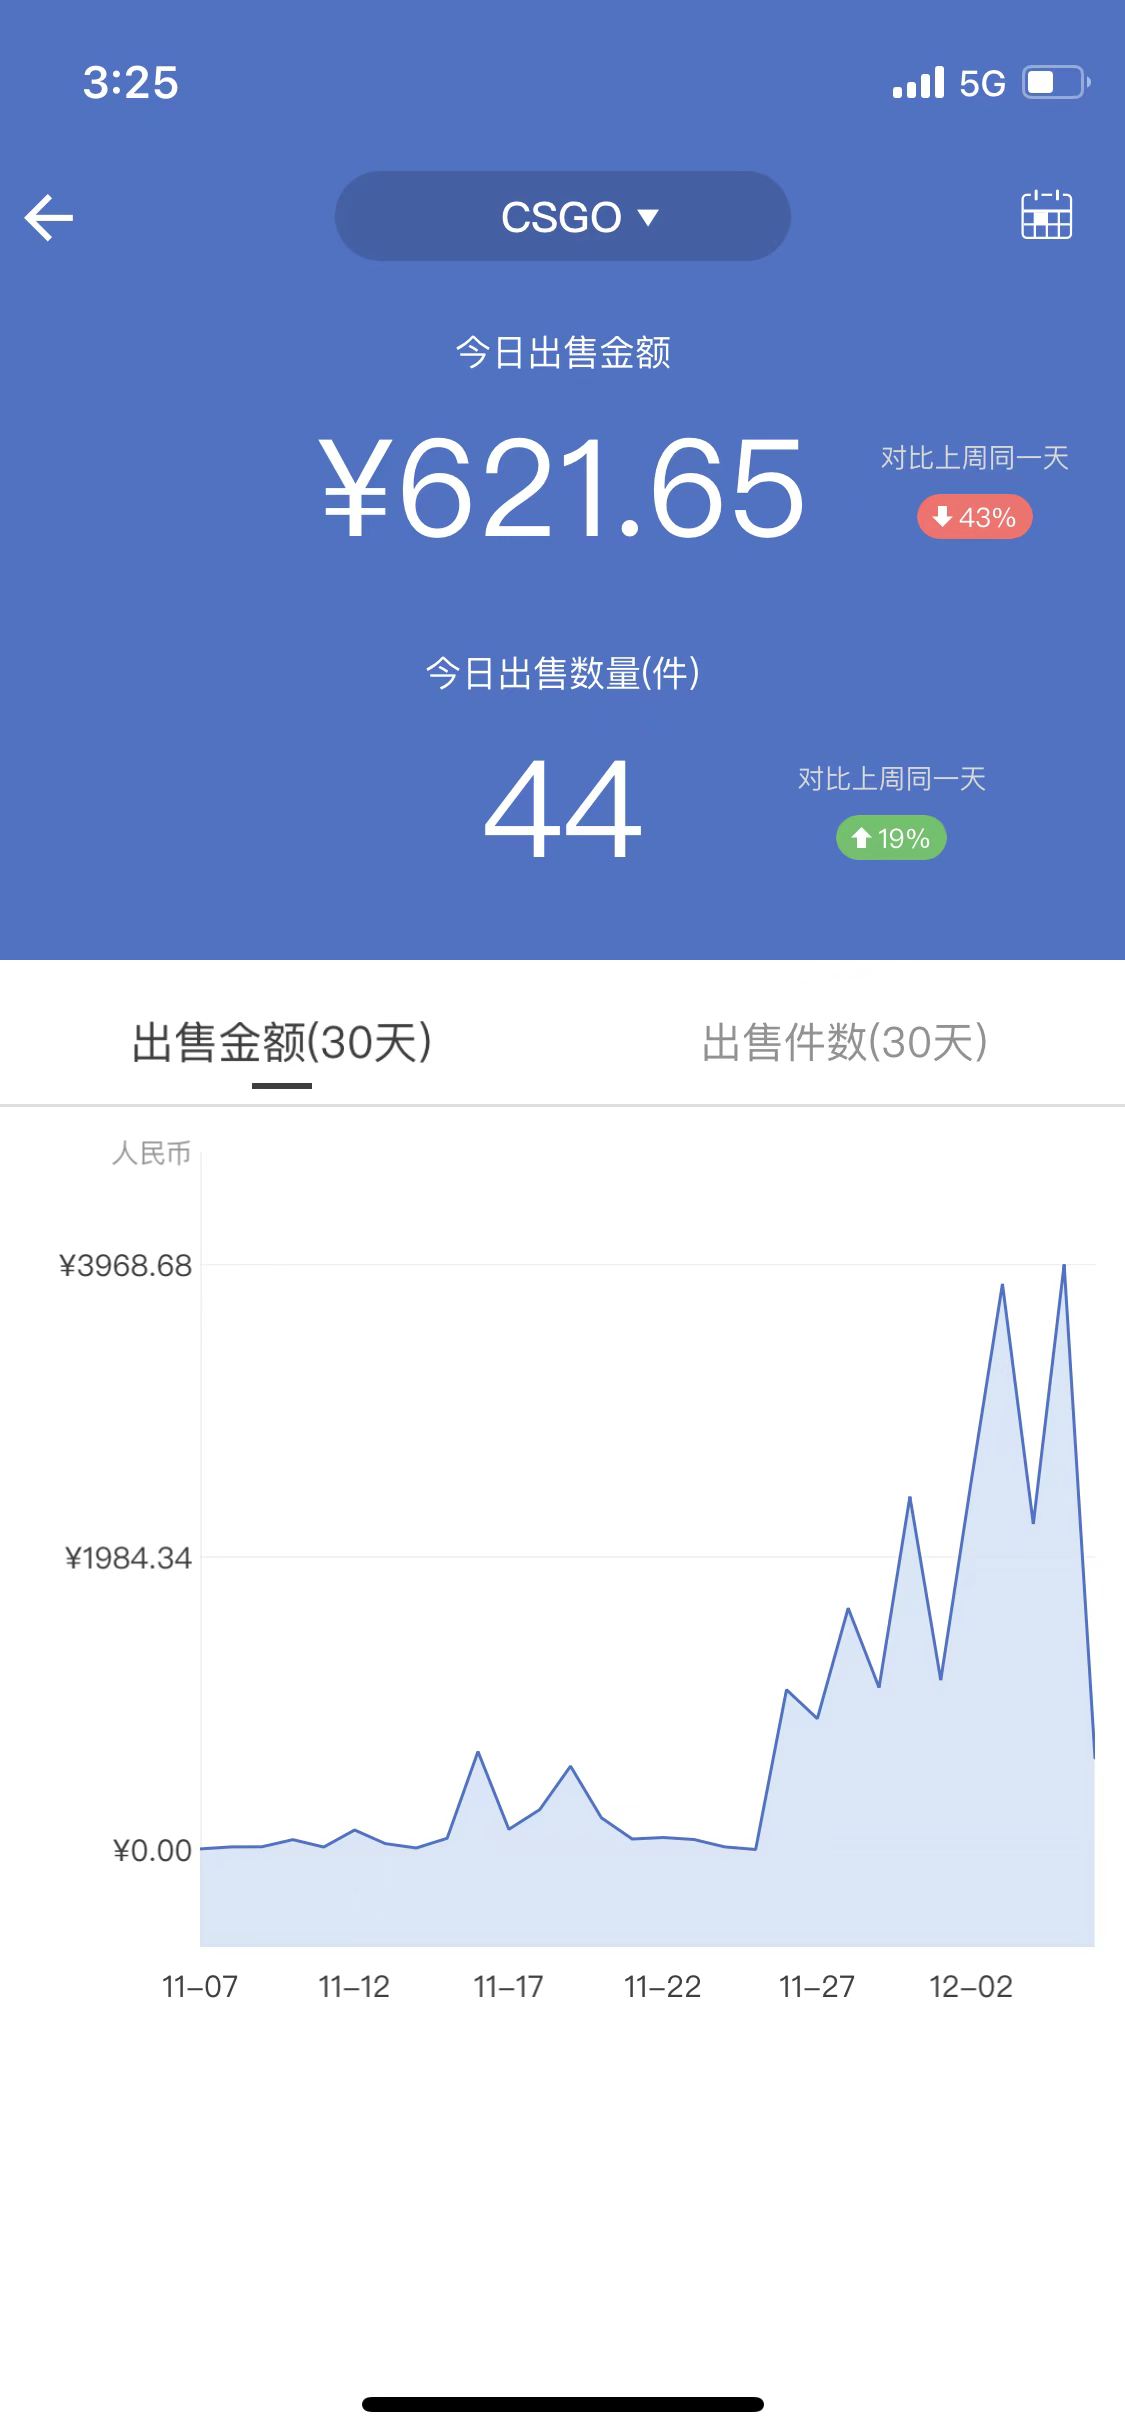 3:25
5G
CSGO
今日出售金额
¥621.65
对比上周同一天
43%
今日出售数量(件)
44
对比上周同一天
19%
出售金额(30天)
出售件数(30天)
人民币
¥3968.68
¥1984.34
¥0.00
11-07 11-12 11-17 11-22 11-27 12-02